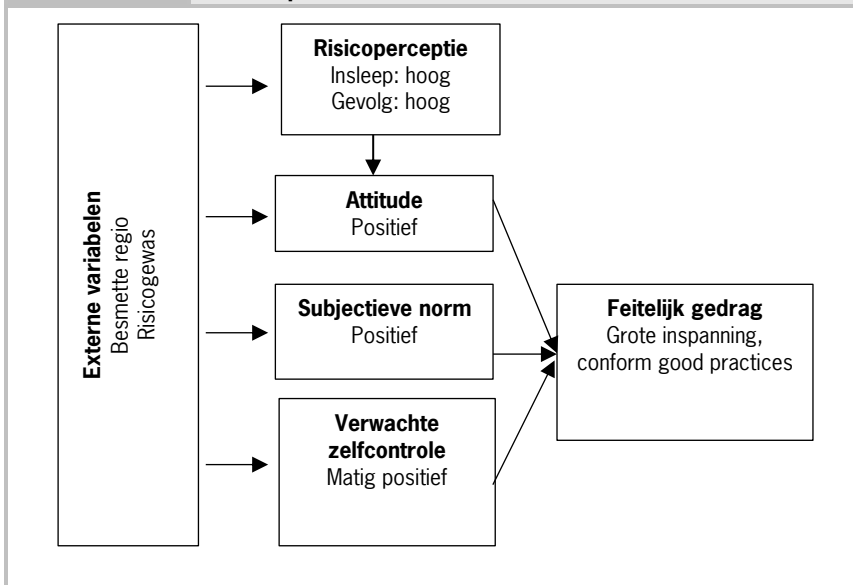 Externe variabelen
Besmette regio
Risicogewas
Risicoperceptie
Insleep: hoog
Gevolg: hoog
Attitude
Positief
Subjectieve norm
Positief
Verwachte
zelfcontrole
Matig positief
Feitelijk gedrag
Grote inspanning,
conform good practices